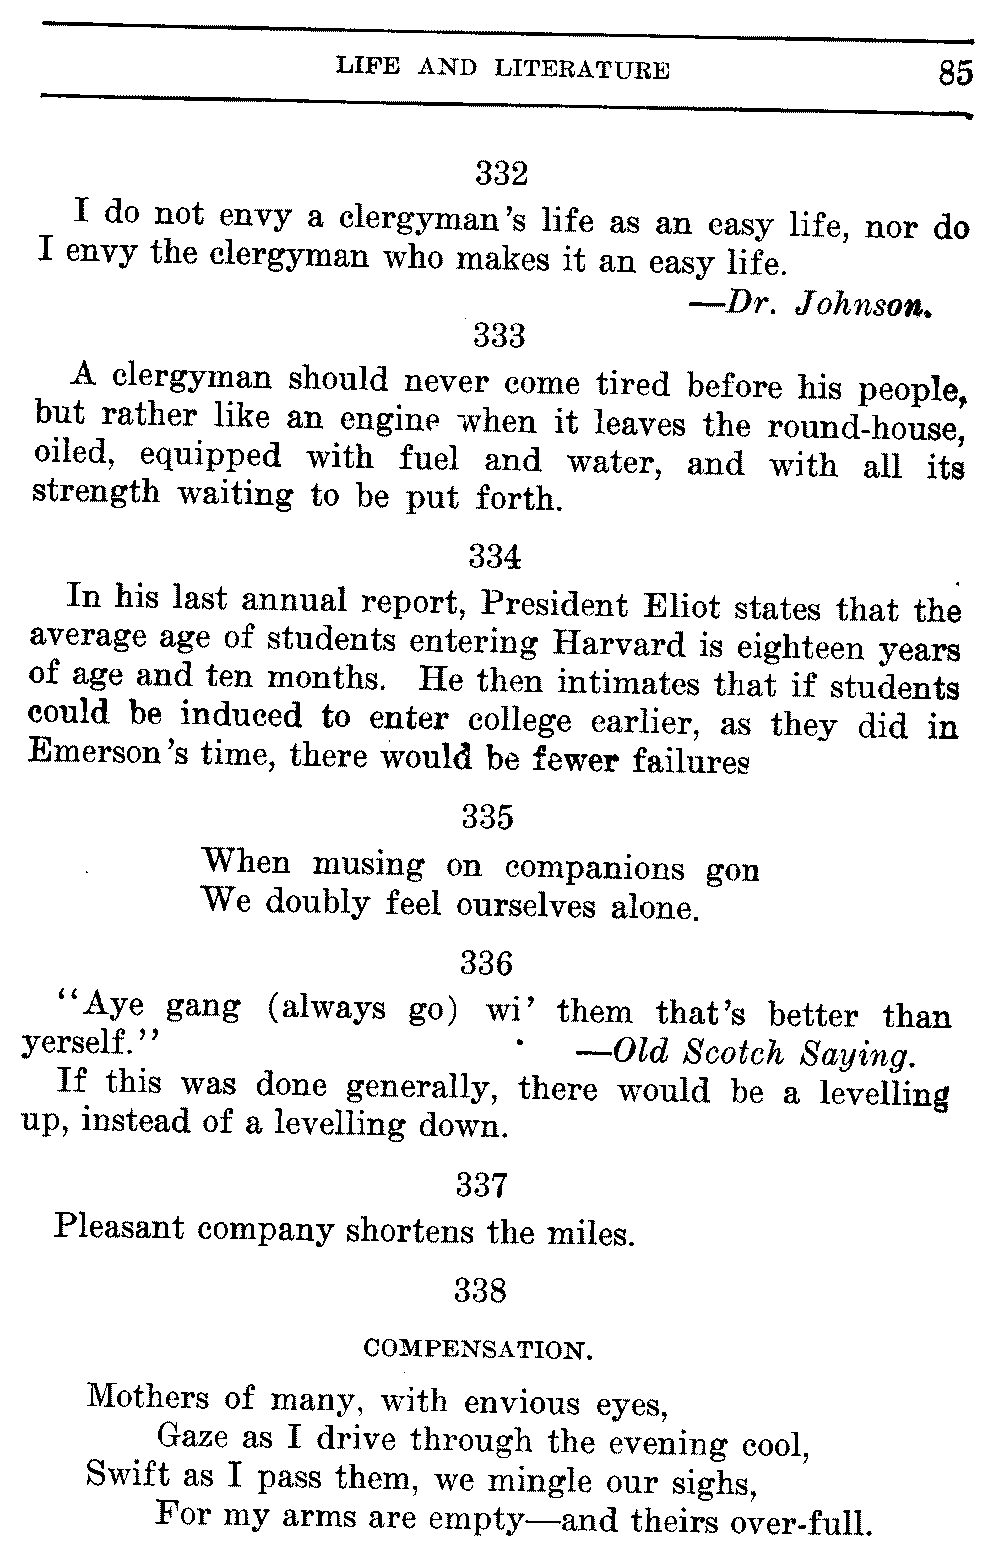 LIFE AND LITERATURE 85
332
I do not envy a clergyman's life as an easy life, nor do
I envy the clergyman who makes it an easy life.
—Dr. Johnson.
333
A clergyman should never come tired before his people,
but rather like an engine when it leaves the round-house,
oiled, equipped with fuel and water, and with all its
strength waiting to be put forth.
334
In his last annual report, President Eliot states that the
average age of students entering Harvard is eighteen years
of age and ten months. He then intimates that if students
could be induced to enter college earlier, as they did in
Emerson's time, there would be fewer failures
335
When musing on companions gon
We doubly feel ourselves alone.
336
"Aye gang (always go) wi' them that's better than
yerself." —Old Scotch Saying.
If this was done generally, there would be a levelling
up, instead of a levelling down.
337
Pleasant company shortens the miles.
338
COMPENSATION.
Mothers of many, with envious eyes,
Gaze as I drive through the evening cool,
Swift as I pass them, we mingle our sighs,
For my arms are empty—and theirs over-full.